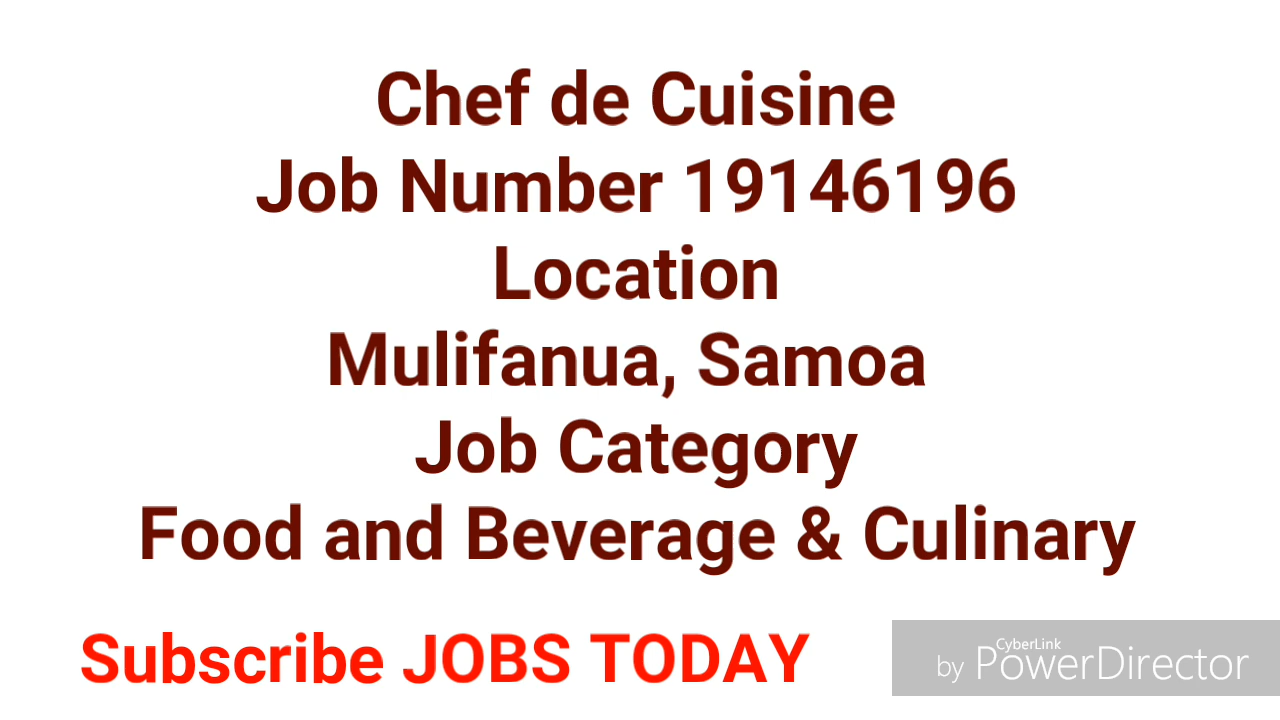 Chef de Cuisine
Job Number 19146196
Location
Mulifanua, Samoa
Job Category
Food and Beverage & Culinary
Subscribe JOBS TODAY
by CyberLink PowerDirector